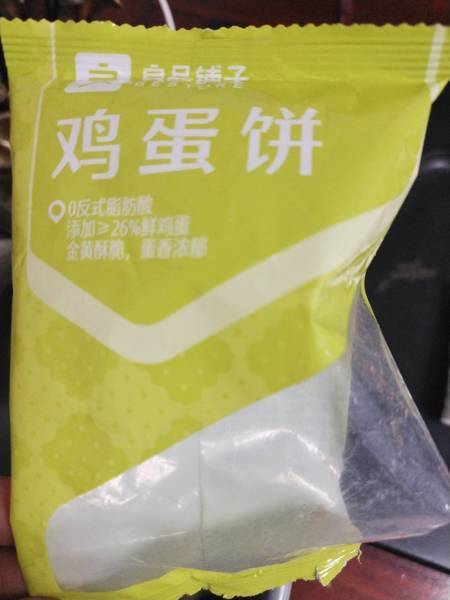 良品铺子
鸡蛋饼
0反式脂肪酸
添加≥26%鲜鸡蛋
金黄酥脆，蛋香浓郁